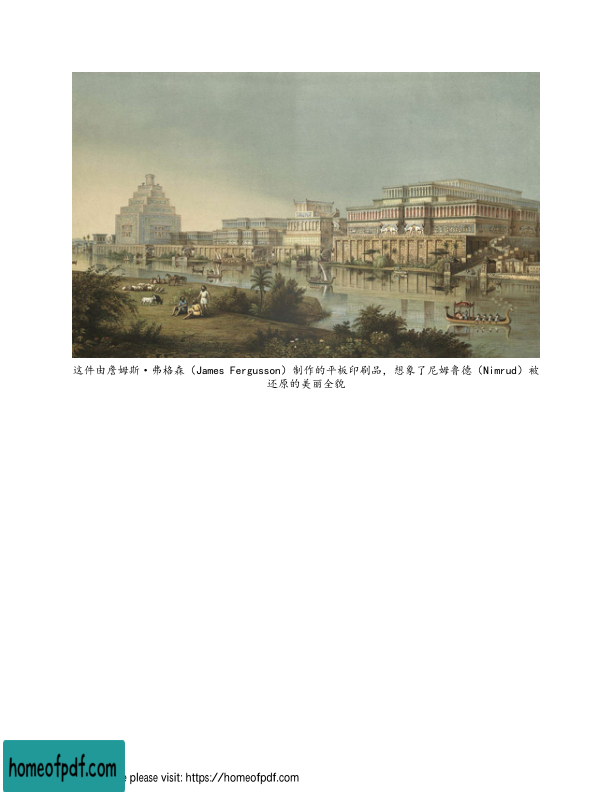 这件由詹姆斯·弗格森（James Fergusson）制作的平板印刷品，想象了尼姆鲁德（Nimrud）被
还原的美丽全貌
homeofpdf.com
please visit: https://homeofpdf.com